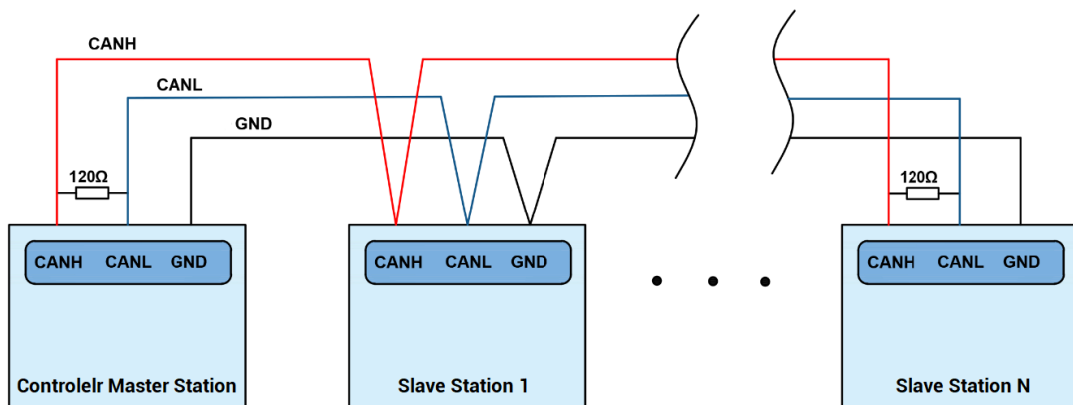 CANH
CANL
GND
120Ω
120Ω
CANH CANL GND
CANH CANL GND
CANH CANL GND
Controlelr Master Station
Slave Station 1
Slave Station N